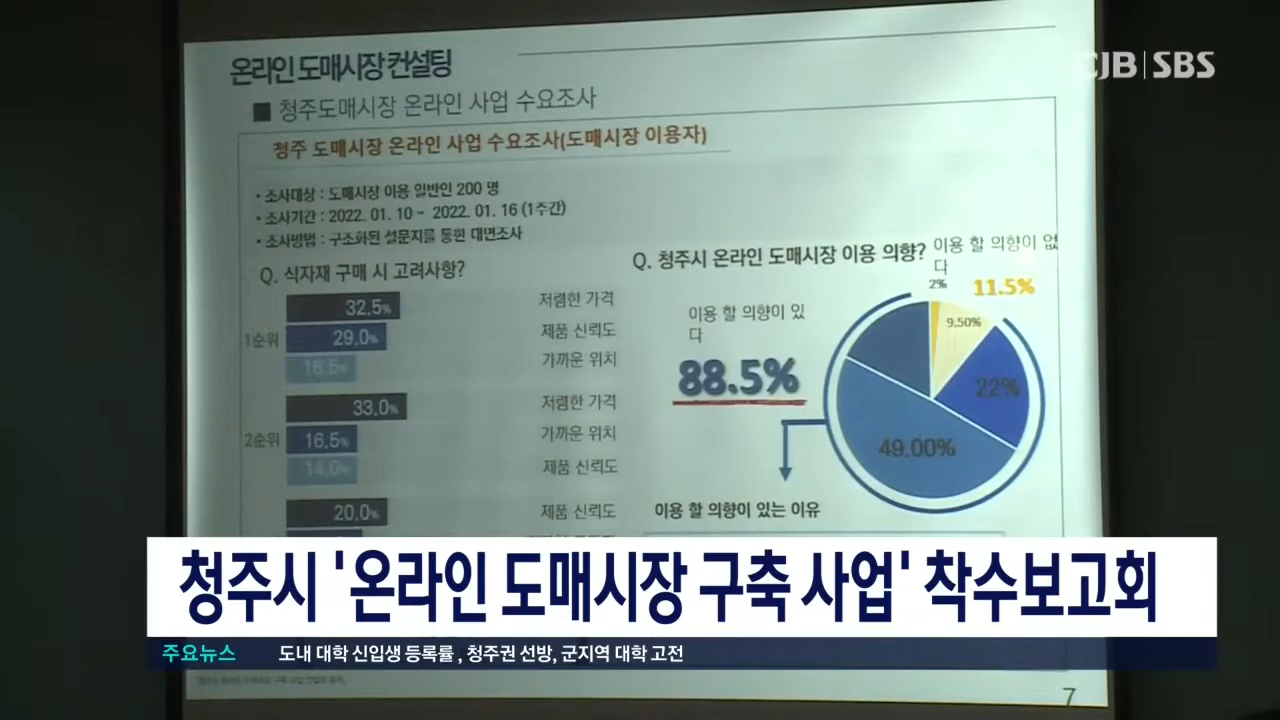 온라인 도매시장 컨설팅
CJB SBS
■ 청주도매시장 온라인 사업 수요조사
청주 도매시장 온라인 사업 수요조사(도매시장 이용자)
• 조사대상 : 도매시장 이용 일반인 200 명
• 조사기간 : 2022. 01. 10 ~ 2022. 01. 16 (1주간)
• 조사방법 : 구조화된 설문지를 통한 대면조사
Q. 식자재 구매 시 고려사항?
1순위
32.5% 저렴한 가격
29.0% 제품 신뢰도
16.5% 가까운 위치
2순위
33.0% 저렴한 가격
16.5% 가까운 위치
14.0% 제품 신뢰도
20.0% 제품 신뢰도
Q. 청주시 온라인 도매시장 이용 의향?
이용 할 의향이 없
다
2%
11.5%
9.50%
이용 할 의향이 있
다
88.5%
22%
49.00%
이용 할 의향이 있는 이유
청주시 '온라인 도매시장 구축 사업' 착수보고회
주요뉴스 도내 대학 신입생 등록률 , 청주권 선방, 군지역 대학 고전
7